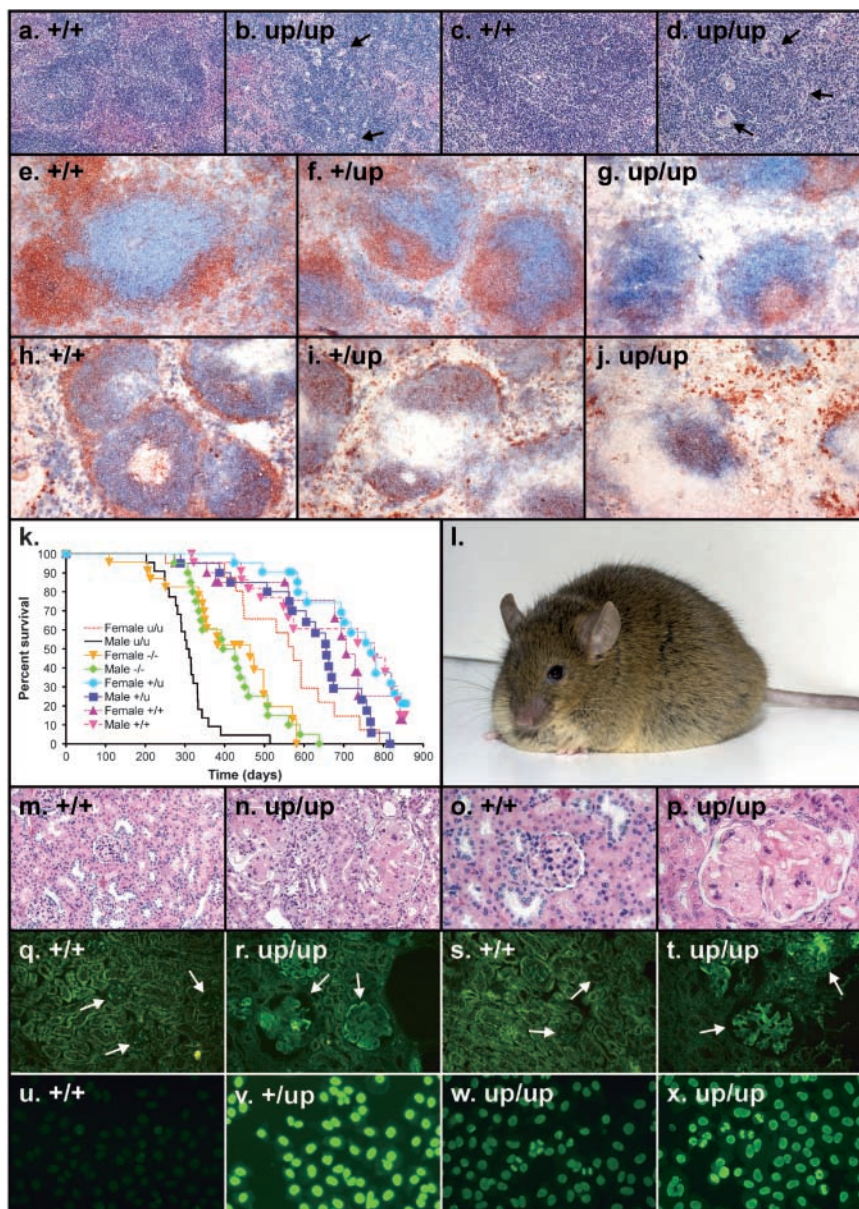 a. +/+
b. up/up
c. +/+
d. up/up
e. +/+
f. +/up
g. up/up
h. +/+
i. +/up
j. up/up
k.
100
90
80
70
60
50
40
30
20
10
0
Percent survival
Female u/u
Male u/u
Female -/-
Male -/-
Female +/u
Male +/u
Female +/+
Male +/+
0 100 200 300 400 500 600 700 800 900
Time (days)
l.
m. +/+
n. up/up
o. +/+
p. up/up
q. +/+
r. up/up
s. +/+
t. up/up
u. +/+
v. +/up
w. up/up
x. up/up